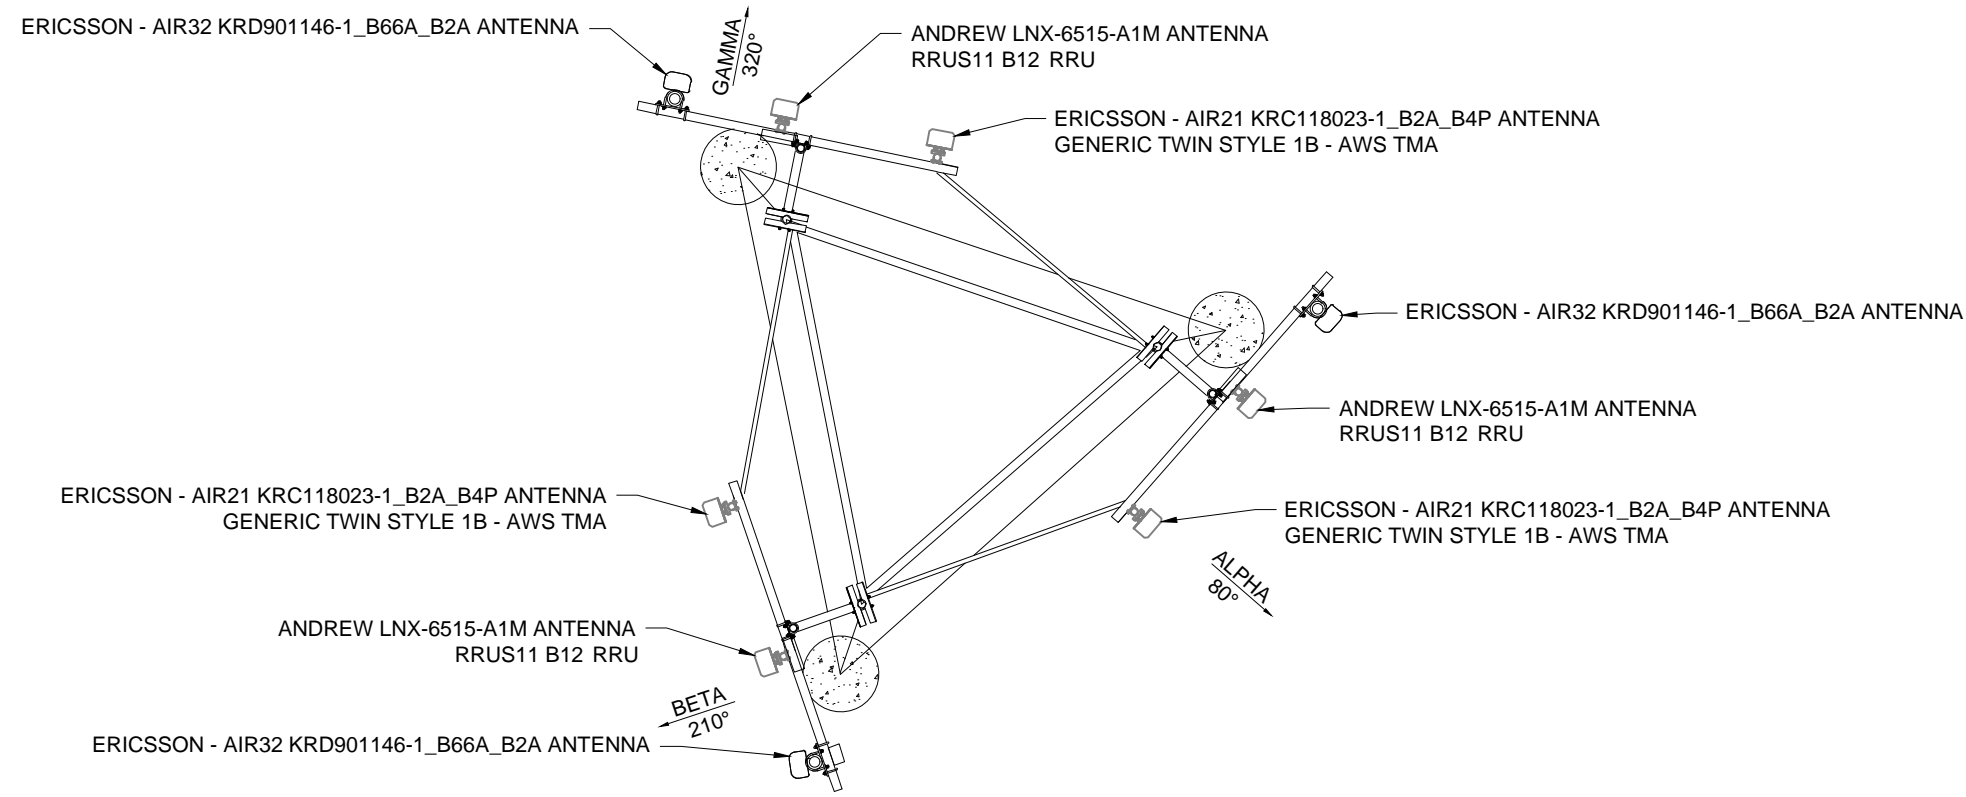 ERICSSON - AIR32 KRD901146-1_B66A_B2A ANTENNA
GAMMA
320°
ANDREW LNX-6515-A1M ANTENNA
RRUS11 B12 RRU
ERICSSON - AIR21 KRC118023-1_B2A_B4P ANTENNA
GENERIC TWIN STYLE 1B - AWS TMA
ERICSSON - AIR32 KRD901146-1_B66A_B2A ANTENNA
ANDREW LNX-6515-A1M ANTENNA
RRUS11 B12 RRU
ERICSSON - AIR21 KRC118023-1_B2A_B4P ANTENNA
GENERIC TWIN STYLE 1B - AWS TMA
ERICSSON - AIR21 KRC118023-1_B2A_B4P ANTENNA
GENERIC TWIN STYLE 1B - AWS TMA
ALPHA
80°
ANDREW LNX-6515-A1M ANTENNA
RRUS11 B12 RRU
BETA
210°
ERICSSON - AIR32 KRD901146-1_B66A_B2A ANTENNA